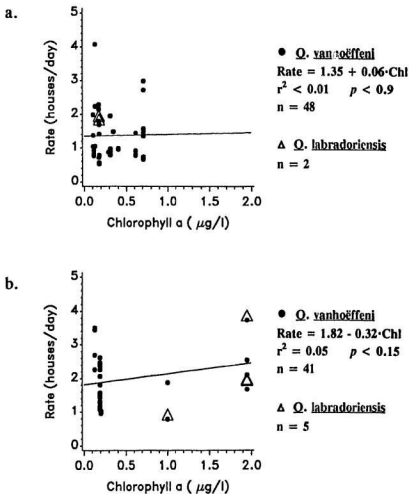 a.
5
4
3
2
1
0
Rate (houses/day)
0.0 0.5 1.0 1.5 2.0
Chlorophyll a ( µg/l)
● O. vanhoëffeni
Rate = 1.35 + 0.06·Chl
r² < 0.01 p < 0.9
n = 48
△ O. labradoriensis
n = 2
b.
5
4
3
2
1
0
Rate (houses/day)
0.0 0.5 1.0 1.5 2.0
Chlorophyll a ( µg/l)
● O. vanhoëffeni
Rate = 1.82 - 0.32·Chl
r² = 0.05 p < 0.15
n = 41
△ O. labradoriensis
n = 5